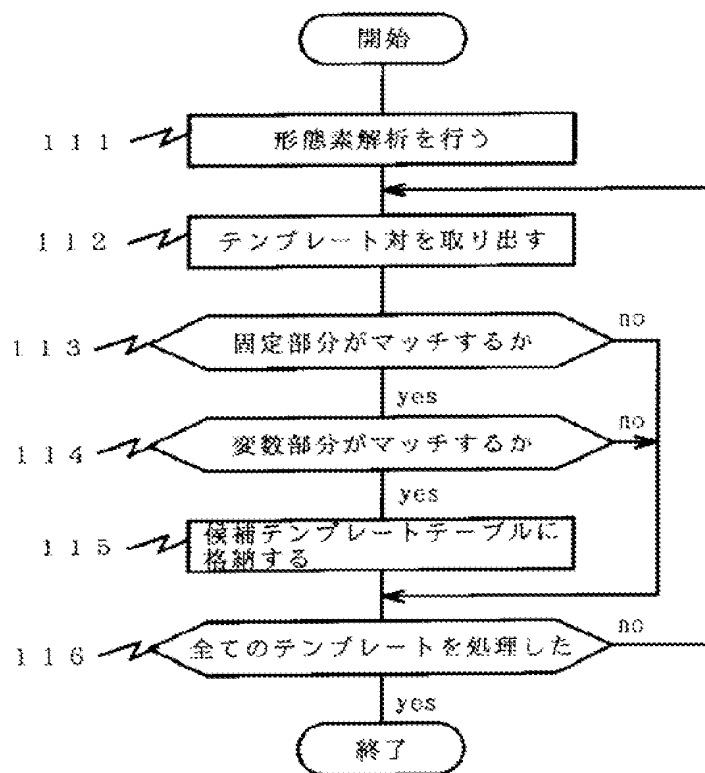 開始
111
形態素解析を行う
112
テンプレート対を取り出す
113
固定部分がマッチするか
no
yes
114
変数部分がマッチするか
no
yes
115
候補テンプレートテーブルに
格納する
116
全てのテンプレートを処理した
no
yes
終了